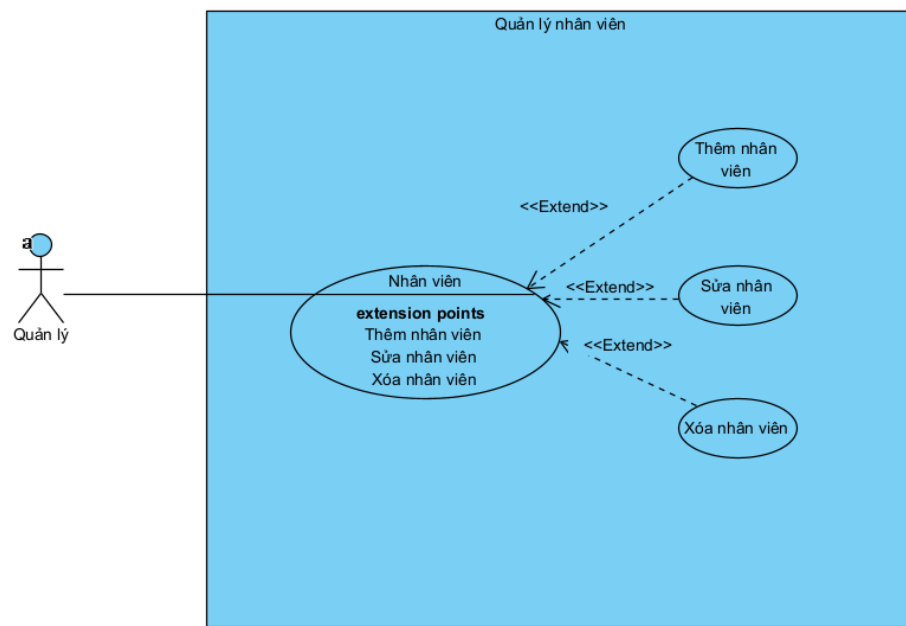 Quản lý nhân viên
Thêm nhân
viên
<<Extend>>
a
Quản lý
Nhân viên
extension points
Thêm nhân viên
Sửa nhân viên
Xóa nhân viên
<<Extend>>
Sửa nhân
viên
<<Extend>>
Xóa nhân viên